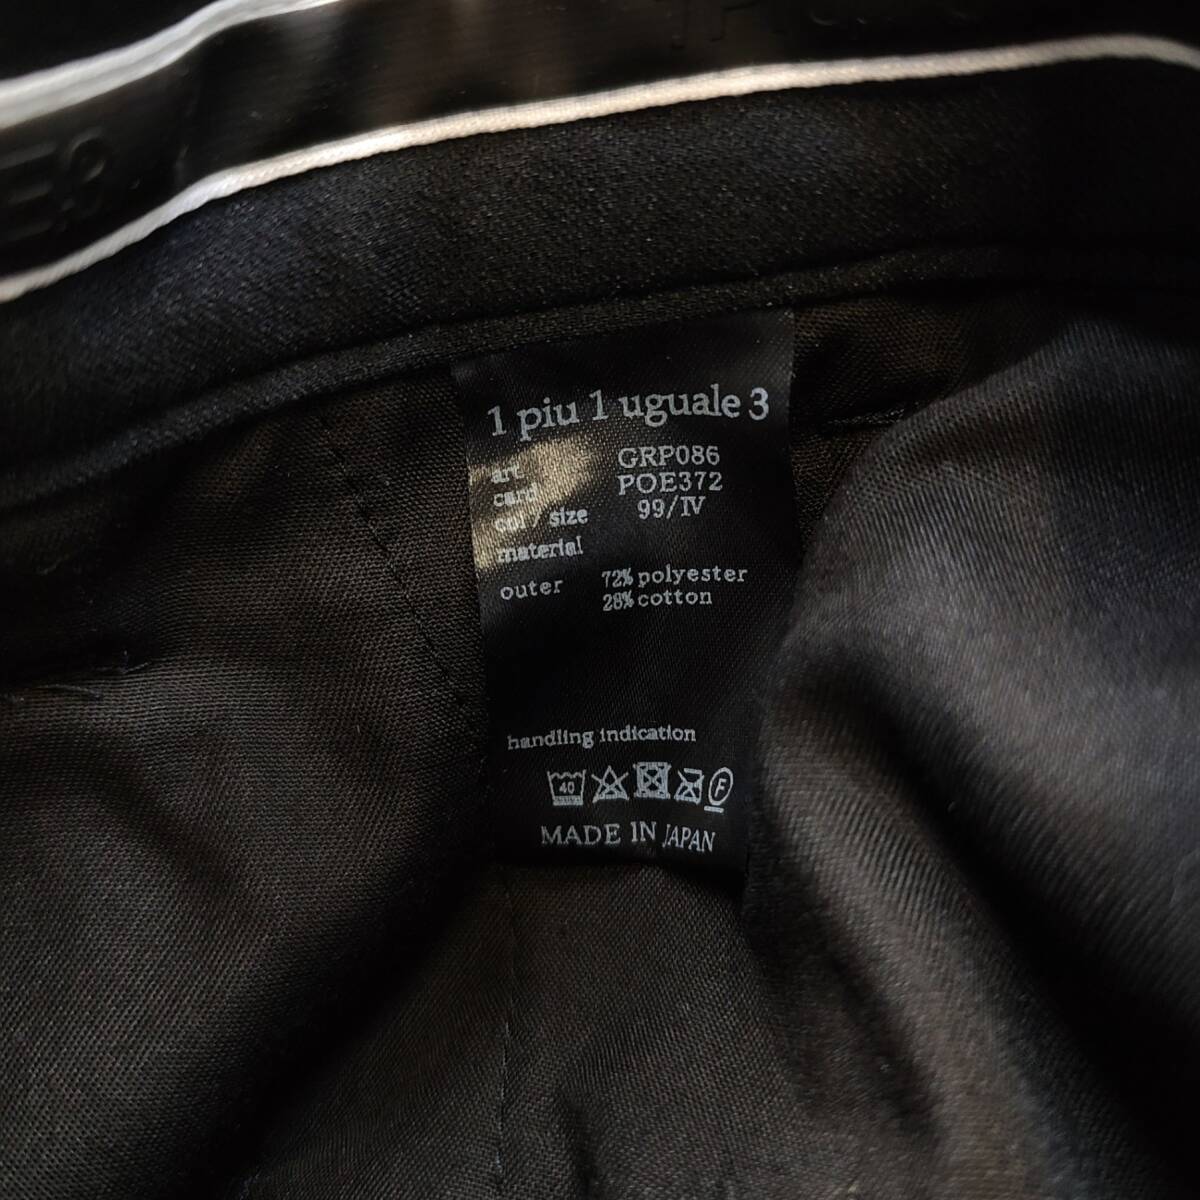 1 piu 1 uguale 3
art GRP086
card POE372
col/size 99/IV
material
outer 72% polyester
28% cotton
handling indication
40 F
MADE IN JAPAN